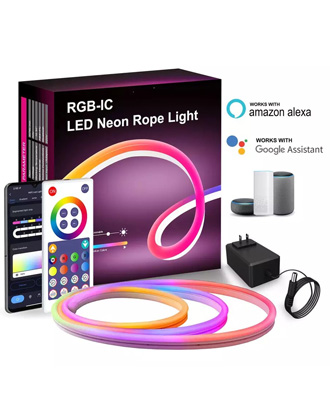 RGB-IC
LED Neon Rope Light
WORKS WITH
amazon alexa
WORKS WITH
Google Assistant